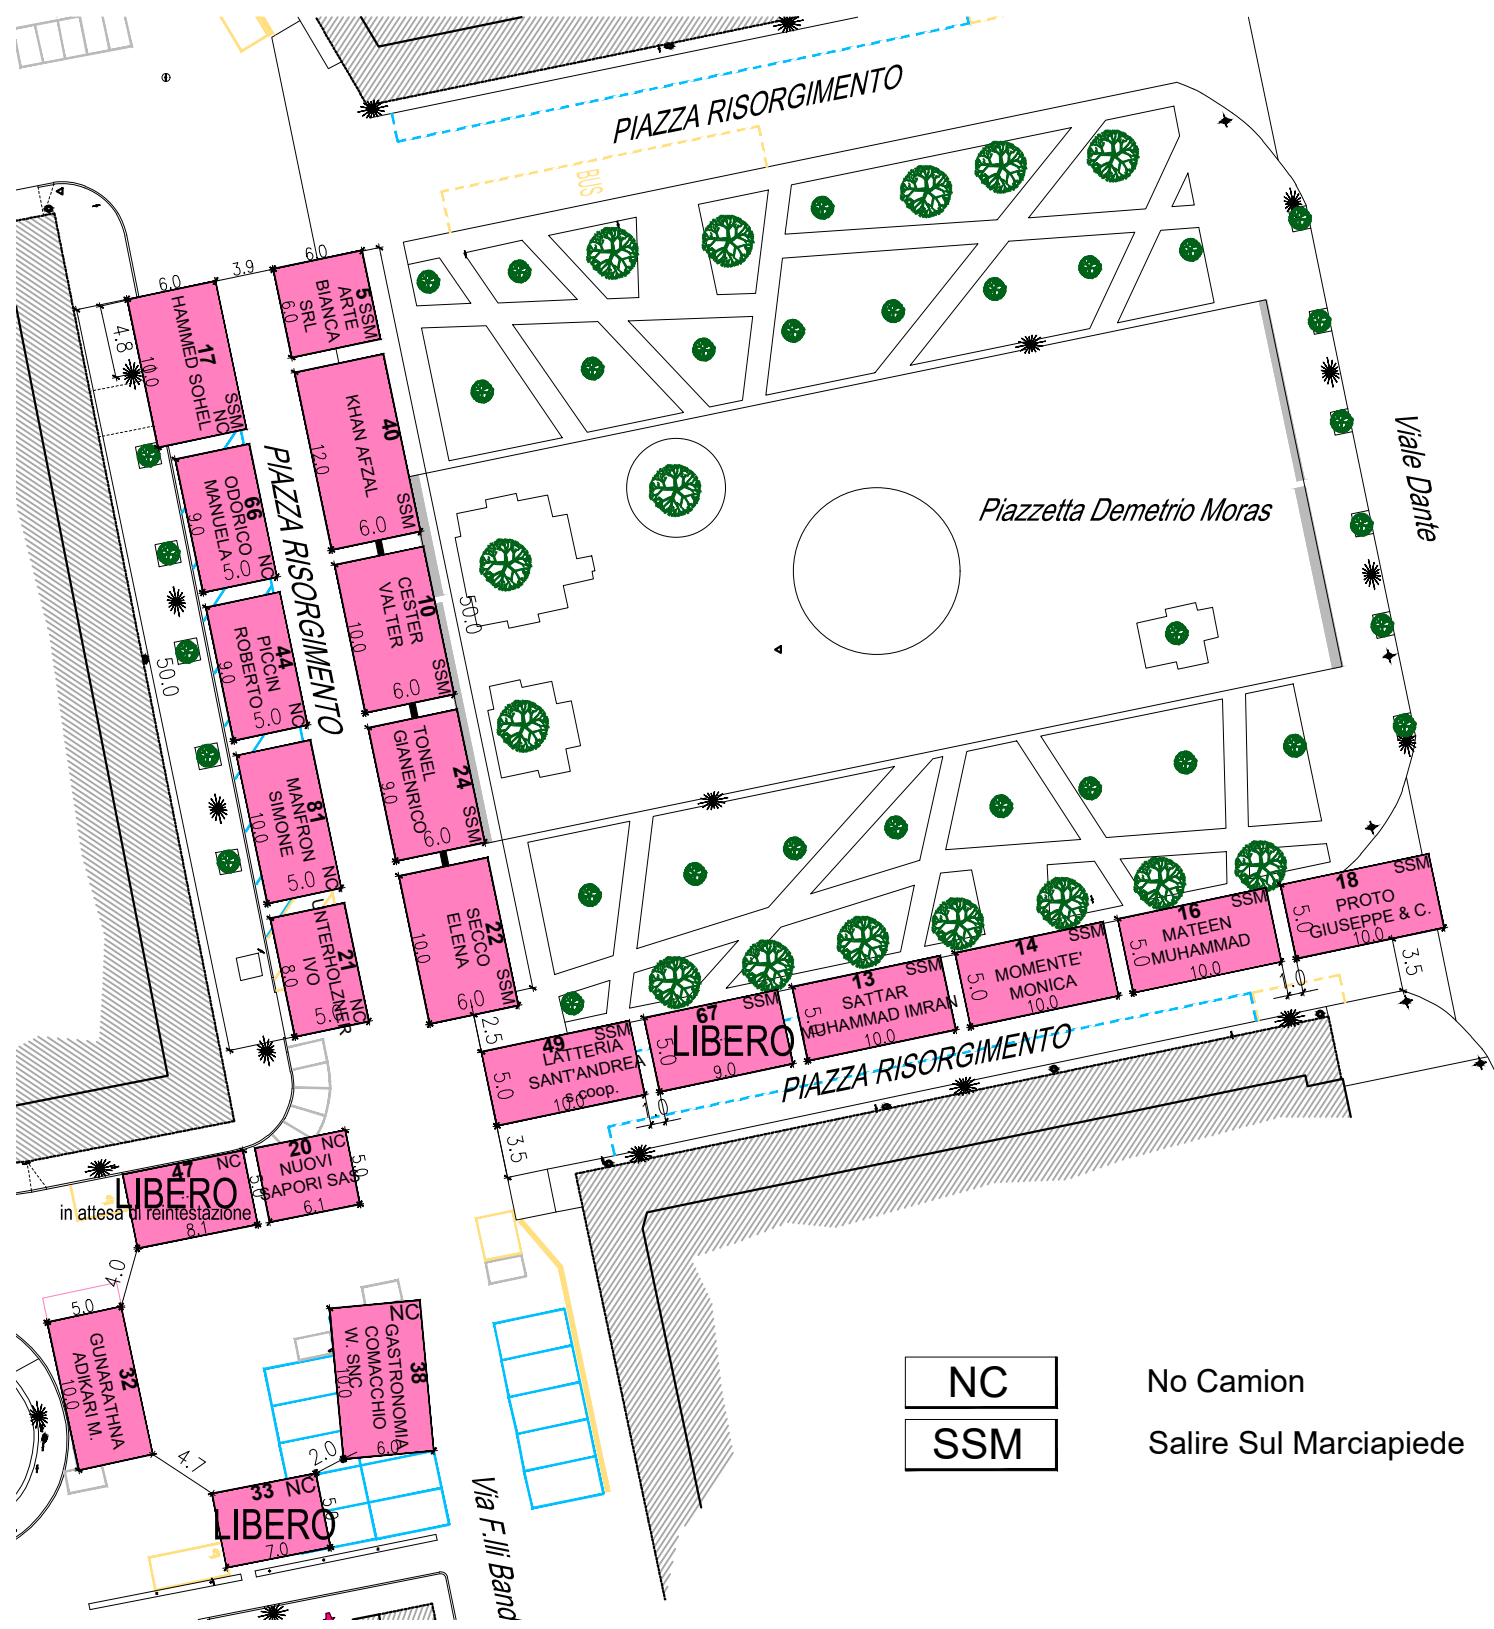 PIAZZA RISORGIMENTO
BUS
6.0
3.9
6.0
4.8
10.0
17
HAMMED SOHEL
SSM
NC
5
SSM
ARTE
BIANCA
SRL
6.0
40
KHAN AFZAL
12.0
SSM
6.0
66
ODORICO
MANUELA
9.0
NC
5.0
PIAZZA RISORGIMENTO
Piazzetta Demetrio Moras
Viale Dante
10
CESTER
VALTER
10.0
SSM
6.0
50.0
44
PICCIN
ROBERTO
9.0
NC
5.0
50.0
24
TONEL
GIANENRICO
9.0
SSM
6.0
81
MANFRON
SIMONE
10.0
NC
5.0
22
SECCO
ELENA
10.0
SSM
6.0
21
UNTERHOLZNER
IVO
8.0
NC
5.0
2.5
18
SSM
PROTO
GIUSEPPE & C.
5.0
10.0
3.5
16
SSM
MATEEN
MUHAMMAD
5.0
10.0
1.0
14
SSM
MOMENTE'
MONICA
5.0
10.0
13
SSM
SATTAR
MUHAMMAD IMRAN
5.0
10.0
67
SSM
LIBERO
5.0
9.0
49
SSM
LATTERIA
SANT'ANDREA
s.coop.
5.0
10.0
1.0
3.5
PIAZZA RISORGIMENTO
47
NC
LIBERO
in attesa di reintestazione
5.0
8.1
20
NC
NUOVI
SAPORI SAS
5.0
6.1
4.0
5.0
32
GUNARATHNA
ADIKARI M.
10.0
4.7
38
NC
GASTRONOMIA
COMACCHIO
W. SNC.
10.0
6.0
2.0
33
NC
LIBERO
5.0
7.0
Via F.lli Band
NC
No Camion
SSM
Salire Sul Marciapiede